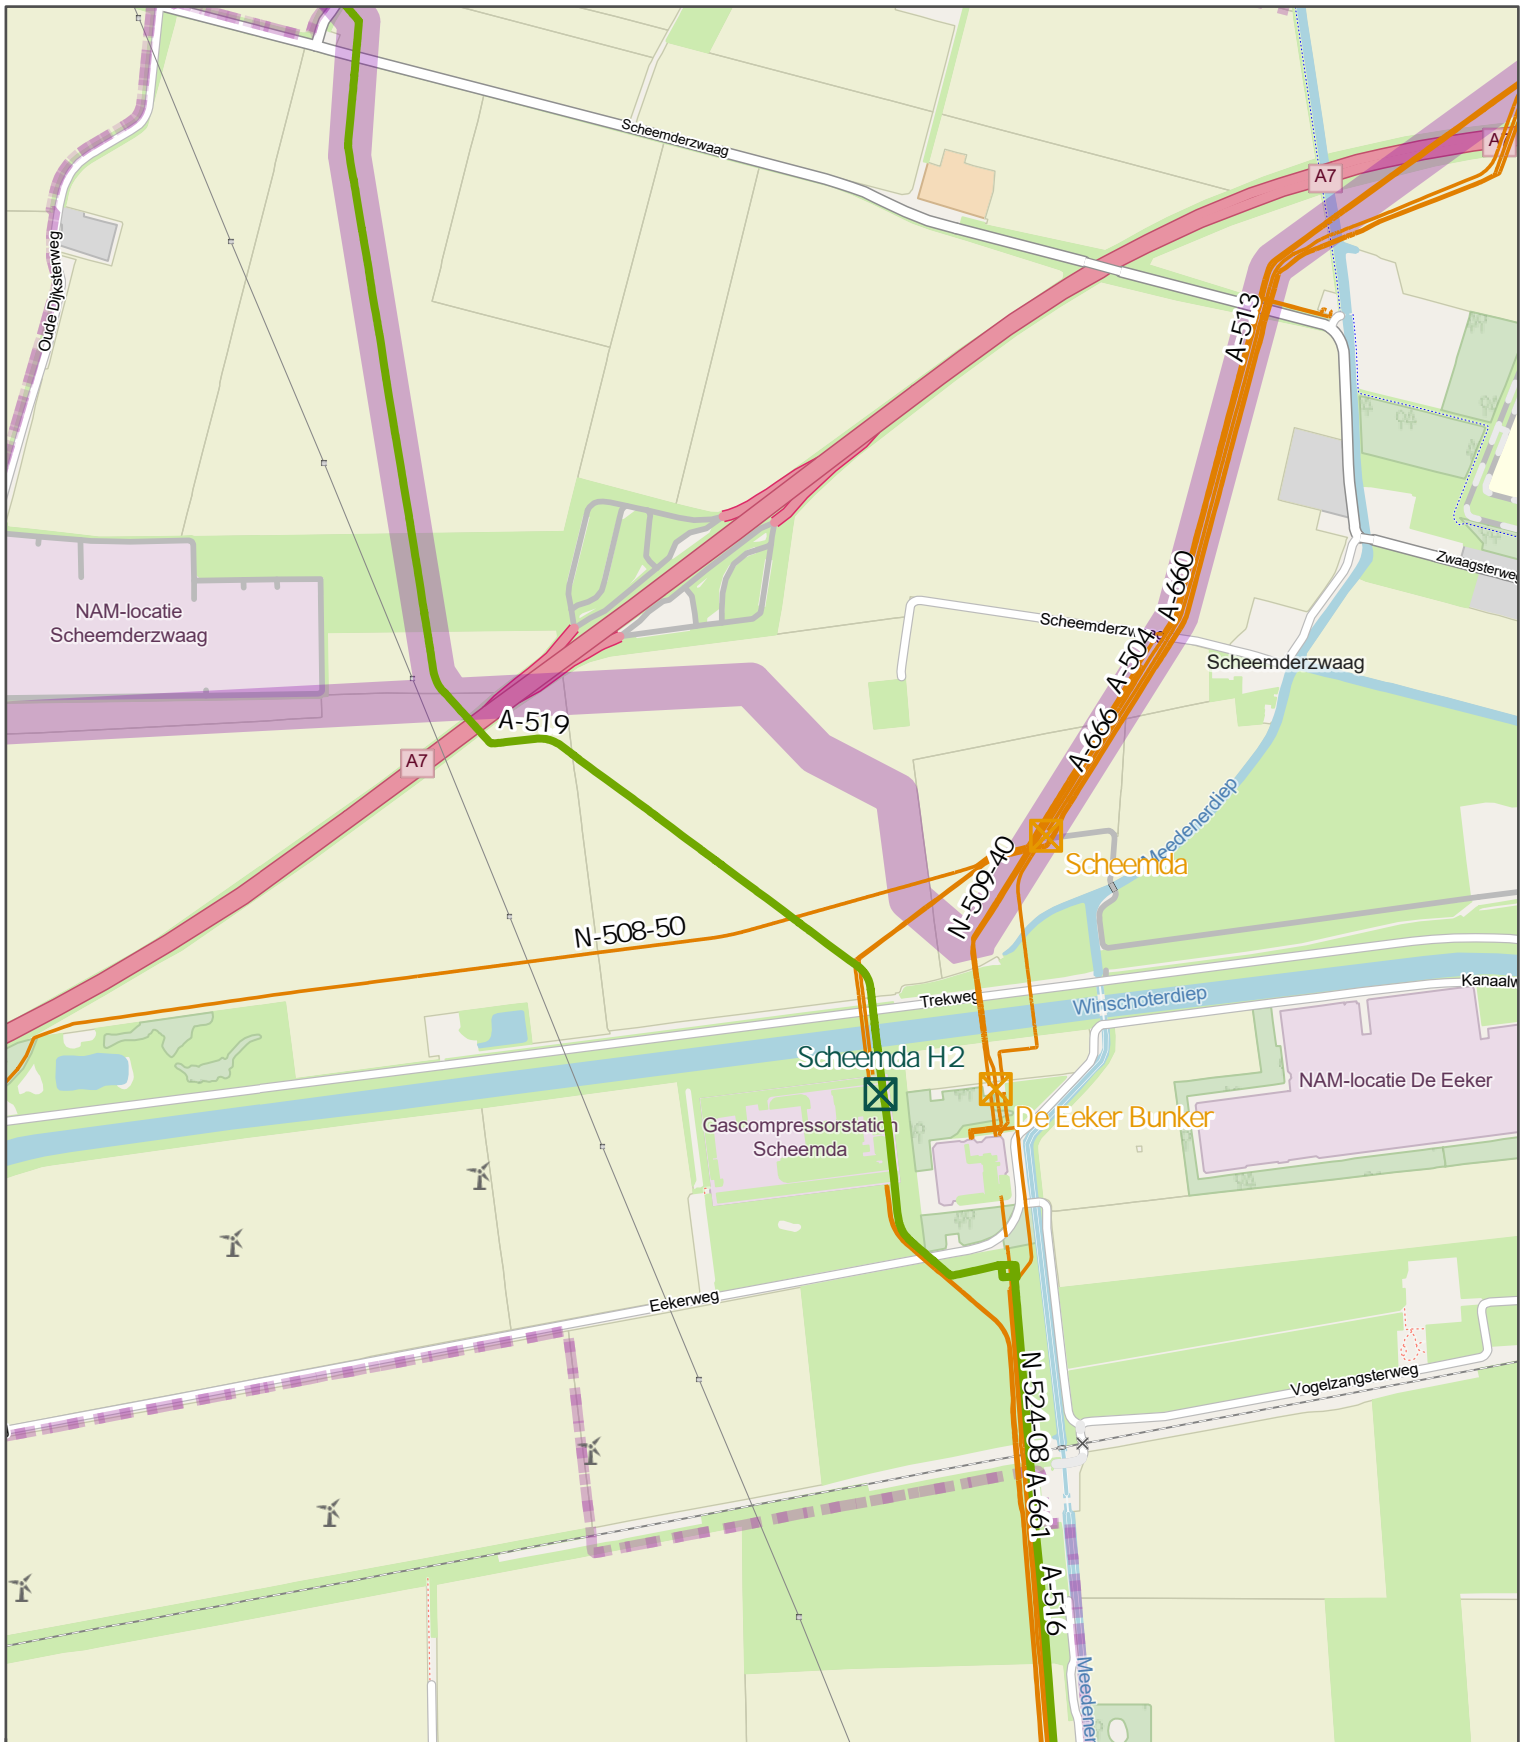 Scheemderzwaag
A7
A7
Oude Dijksterweg
A-513
A-660
Zwaagsterweg
NAM-locatie
Scheemderzwaag
A-504
Scheemderzwaag
A-666
A-519
A7
N-509-40
Scheemda
Meedenerdiep
N-508-50
Trekweg
Winschoterdiep
Kanaalw
Scheemda H2
NAM-locatie De Eeker
De Eeker Bunker
Gascompressorstation
Scheemda
Eekerweg
N-524-08
Vogelzangsterweg
A-661
A-516
Meedener